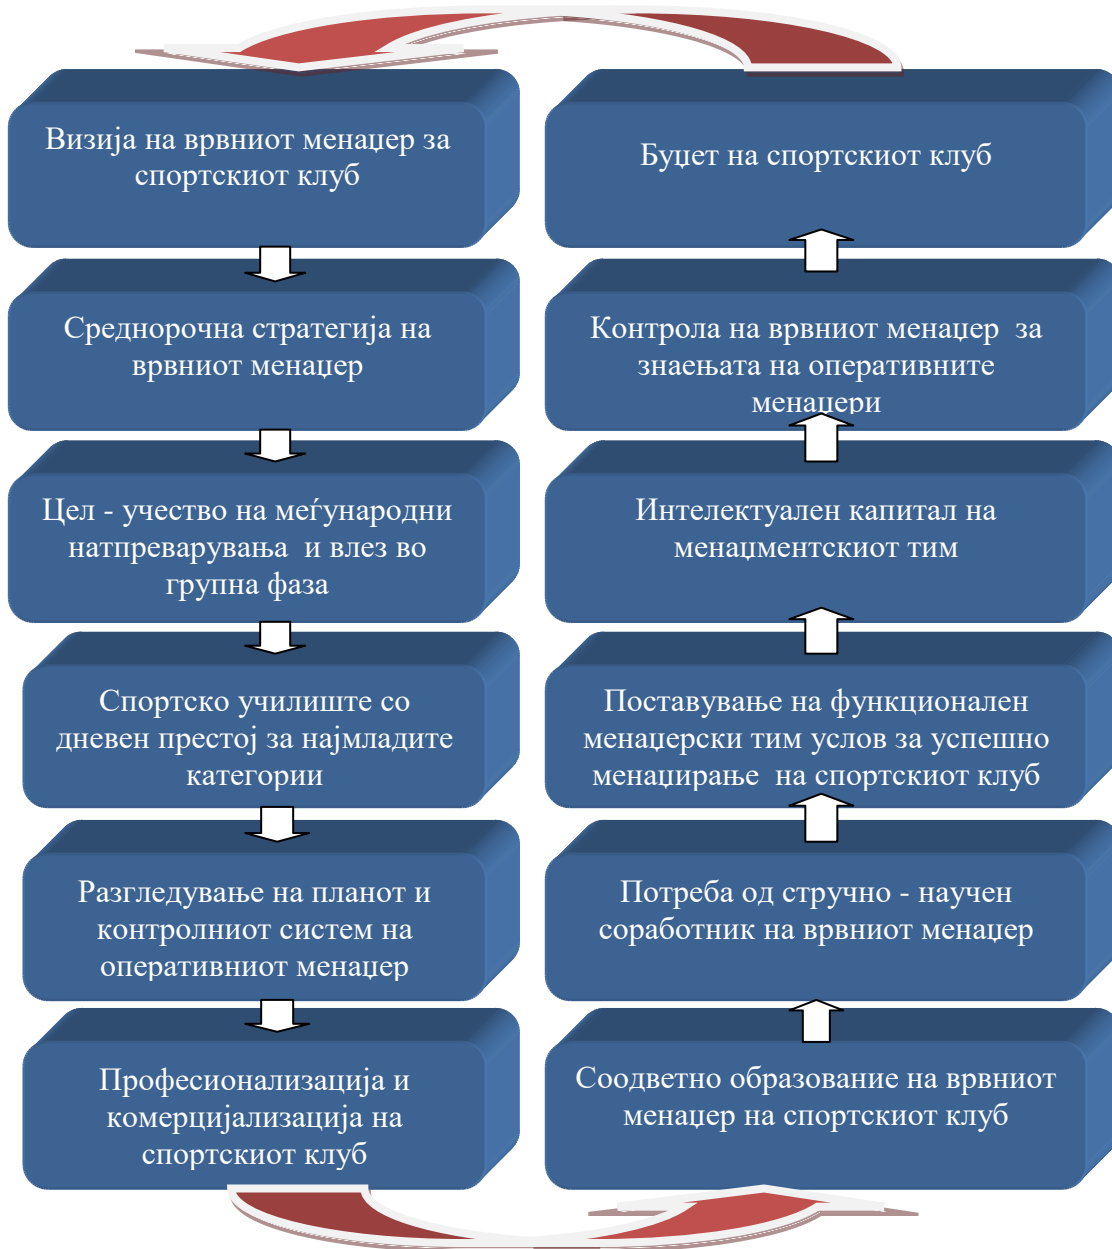 Визија на врвниот менаџер за
спортскиот клуб
Среднорочна стратегија на
врвниот менаџер
Цел - учество на меѓународни
натпреварувања и влез во
групна фаза
Спортско училиште со
дневен престој за најмладите
категории
Разгледување на планот и
контролниот систем на
оперативниот менаџер
Професионализација и
комерцијализација на
спортскиот клуб
Буџет на спортскиот клуб
Контрола на врвниот менаџер за
знаењата на оперативните
менаџери
Интелектуален капитал на
менаџментскиот тим
Поставување на функционален
менаџерски тим услов за успешно
менаџирање на спортскиот клуб
Потреба од стручно - научен
соработник на врвниот менаџер
Соодветно образование на врвниот
менаџер на спортскиот клуб